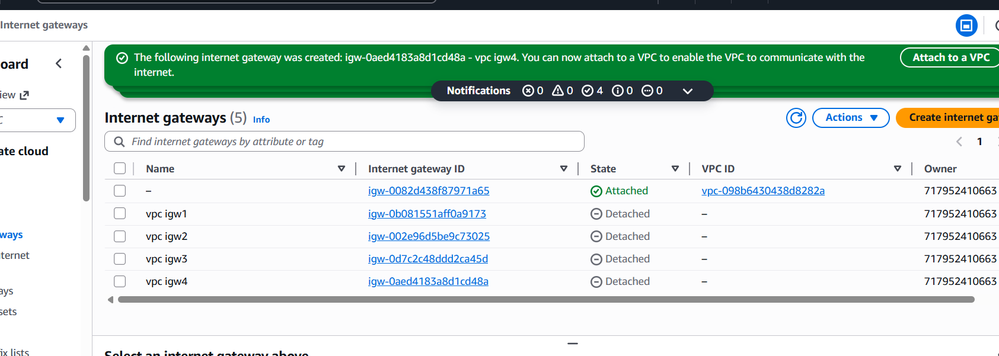 Internet gateways
oard
iew
ate cloud
ways
nternet
ays
sets
ix lists
The following internet gateway was created: igw-0aed4183a8d1cd48a - vpc igw4. You can now attach to a VPC to enable the VPC to communicate with the
internet.
Attach to a VPC
Notifications 0 0 4 0 0
Internet gateways (5) Info
Actions
Create internet ga
Find internet gateways by attribute or tag
1
Name Internet gateway ID State VPC ID Owner
– igw-0082d438f87971a65 Attached vpc-098b6430438d8282a 717952410663
vpc igw1 igw-0b081551aff0a9173 Detached – 717952410663
vpc igw2 igw-002e96d5be9c73025 Detached – 717952410663
vpc igw3 igw-0d7c2c48ddd2ca45d Detached – 717952410663
vpc igw4 igw-0aed4183a8d1cd48a Detached – 717952410663
Select an internet gateway above